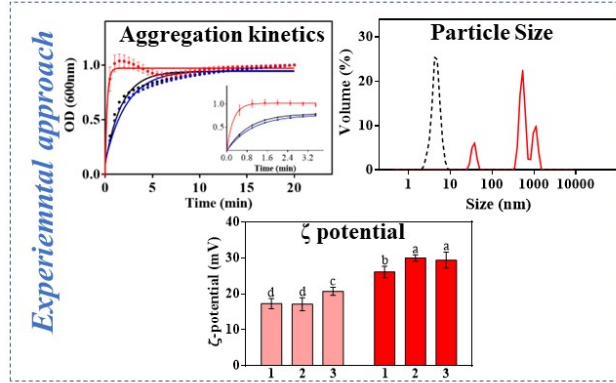 Experiemntal approach
Aggregation kinetics
OD (600nm)
1.0
0.5
0.0
0 5 10 15 20
Time (min)
1.0
0.5
0.0 0.8 1.6 2.4 3.2
Time (min)
Particle Size
Volume (%)
30
20
10
0
1 10 100 1000 10000
Size (nm)
ζ potential
ζ-potential (mV)
40
30
20
10
0
d d c b a a
1 2 3 1 2 3